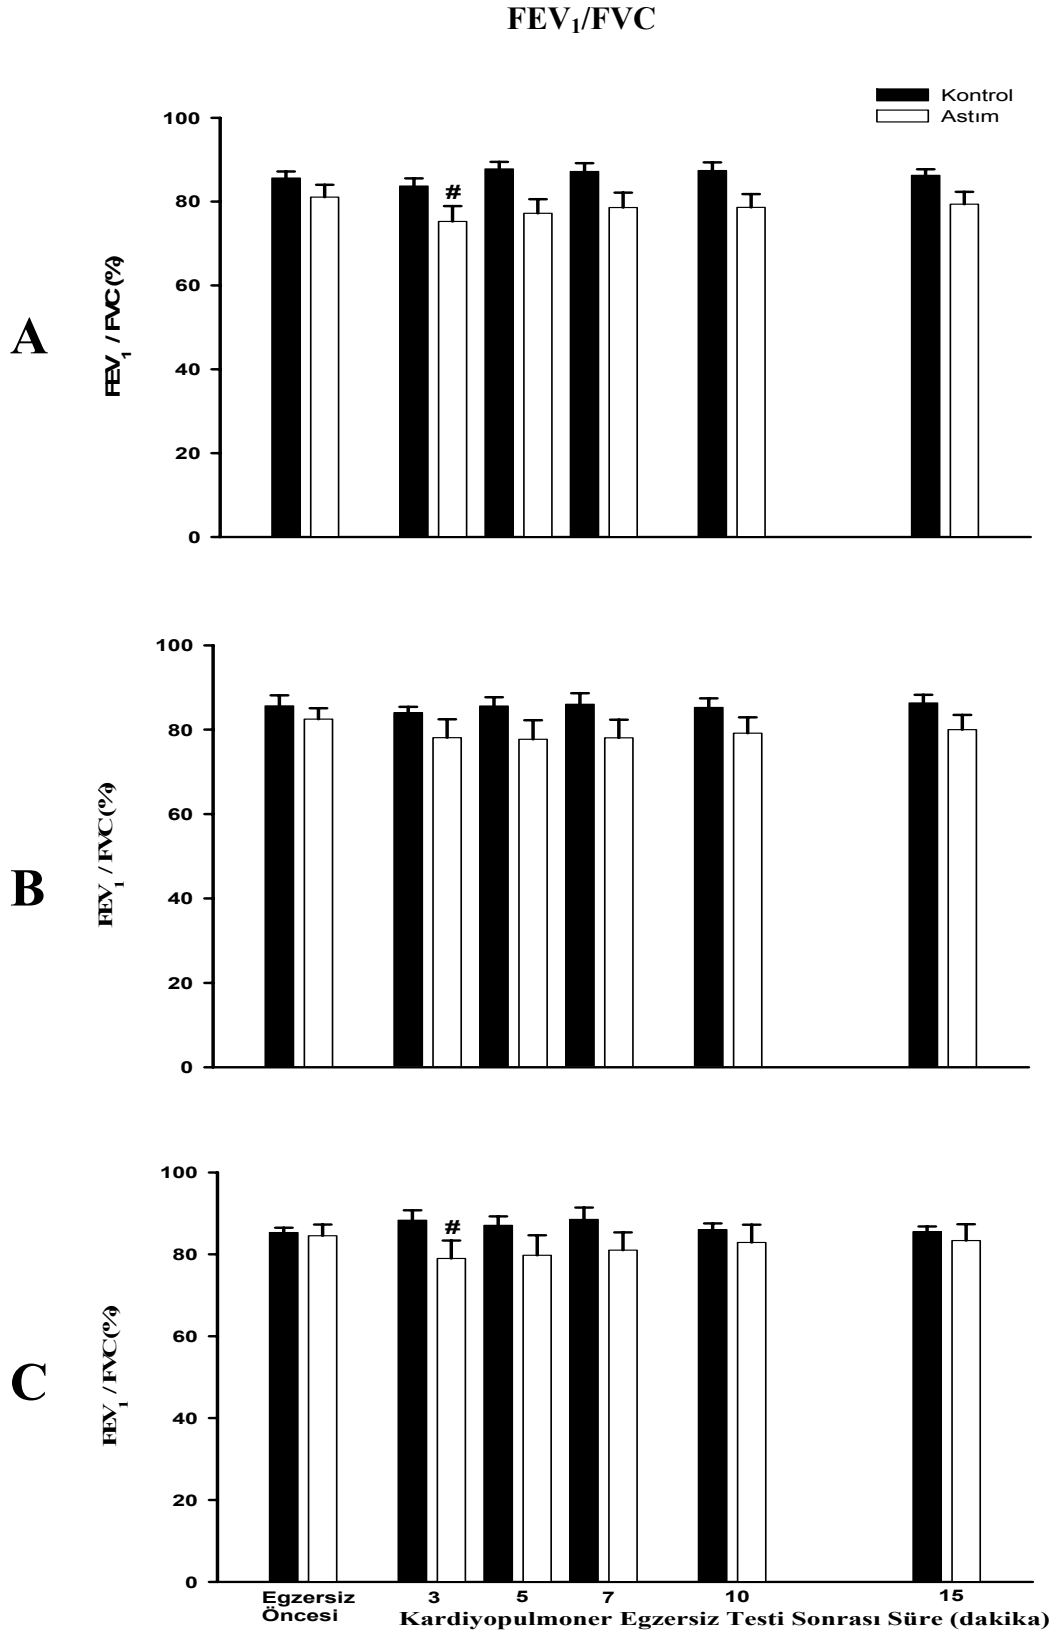 FEV₁/FVC
Kontrol
Astım
A
FEV₁ / FVC (%)
100
80
60
40
20
0
#
B
FEV₁ / FVC (%)
100
80
60
40
20
0
C
FEV₁ / FVC (%)
100
80
60
40
20
0
#
Egzersiz
Öncesi
3 5 7 10 15
Kardiyopulmoner Egzersiz Testi Sonrası Süre (dakika)